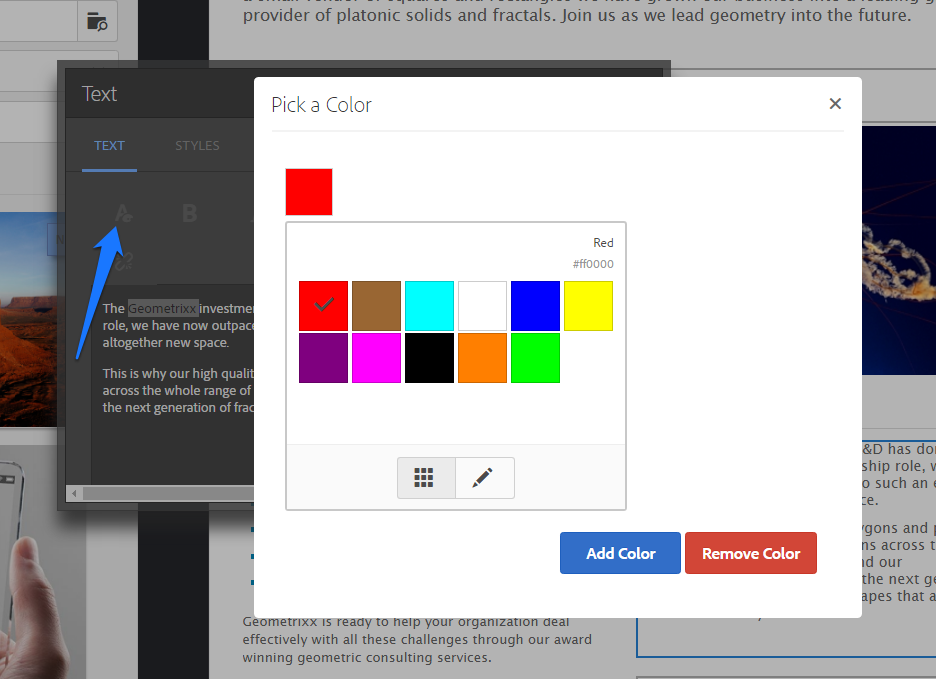 provider of platonic solids and fractals. Join us as we lead geometry into the future.
Text
TEXT
STYLES
B
The Geometrixx investme
role, we have now outpace
altogether new space.
This is why our high qualit
across the whole range of
the next generation of frac
Pick a Color
×
Red
#ff0000
Add Color
Remove Color
&D has do
ship role, w
o such an e
ce.
ygons and p
ns across t
nd our
the next ge
apes that a
Geometrixx is ready to help your organization deal
effectively with all these challenges through our award
winning geometric consulting services.